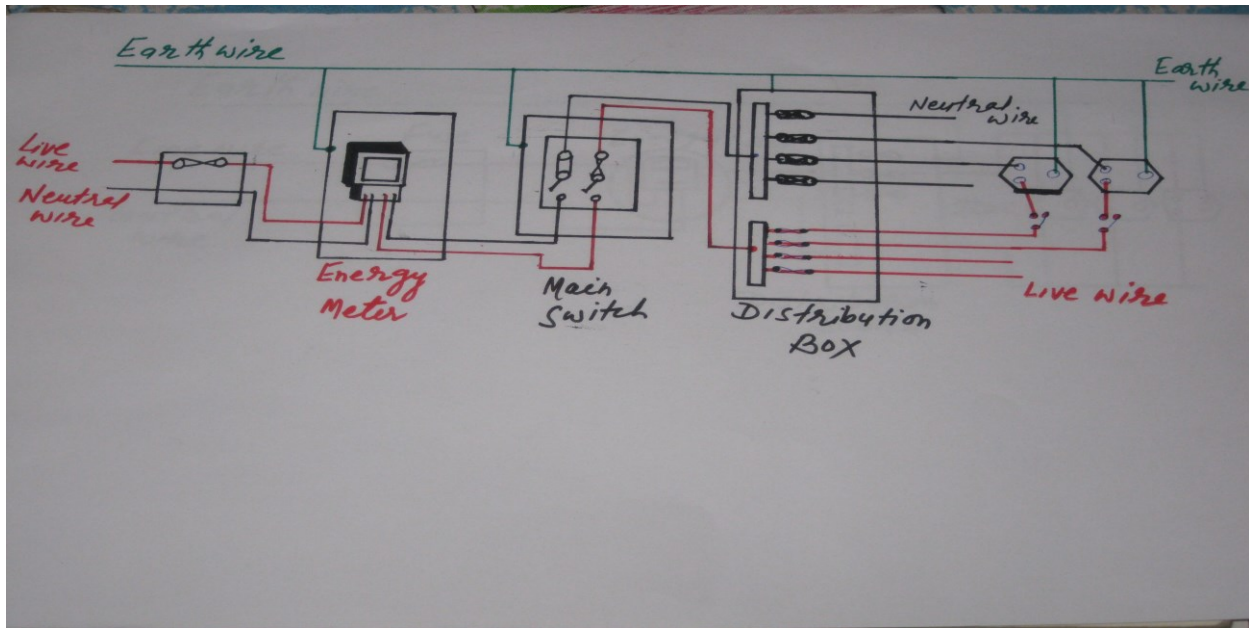 Earth wire
Earth
wire
Neutral
wire
Live
wire
Neutral
wire
Energy
Meter
Main
Switch
Distribution
Box
Live wire